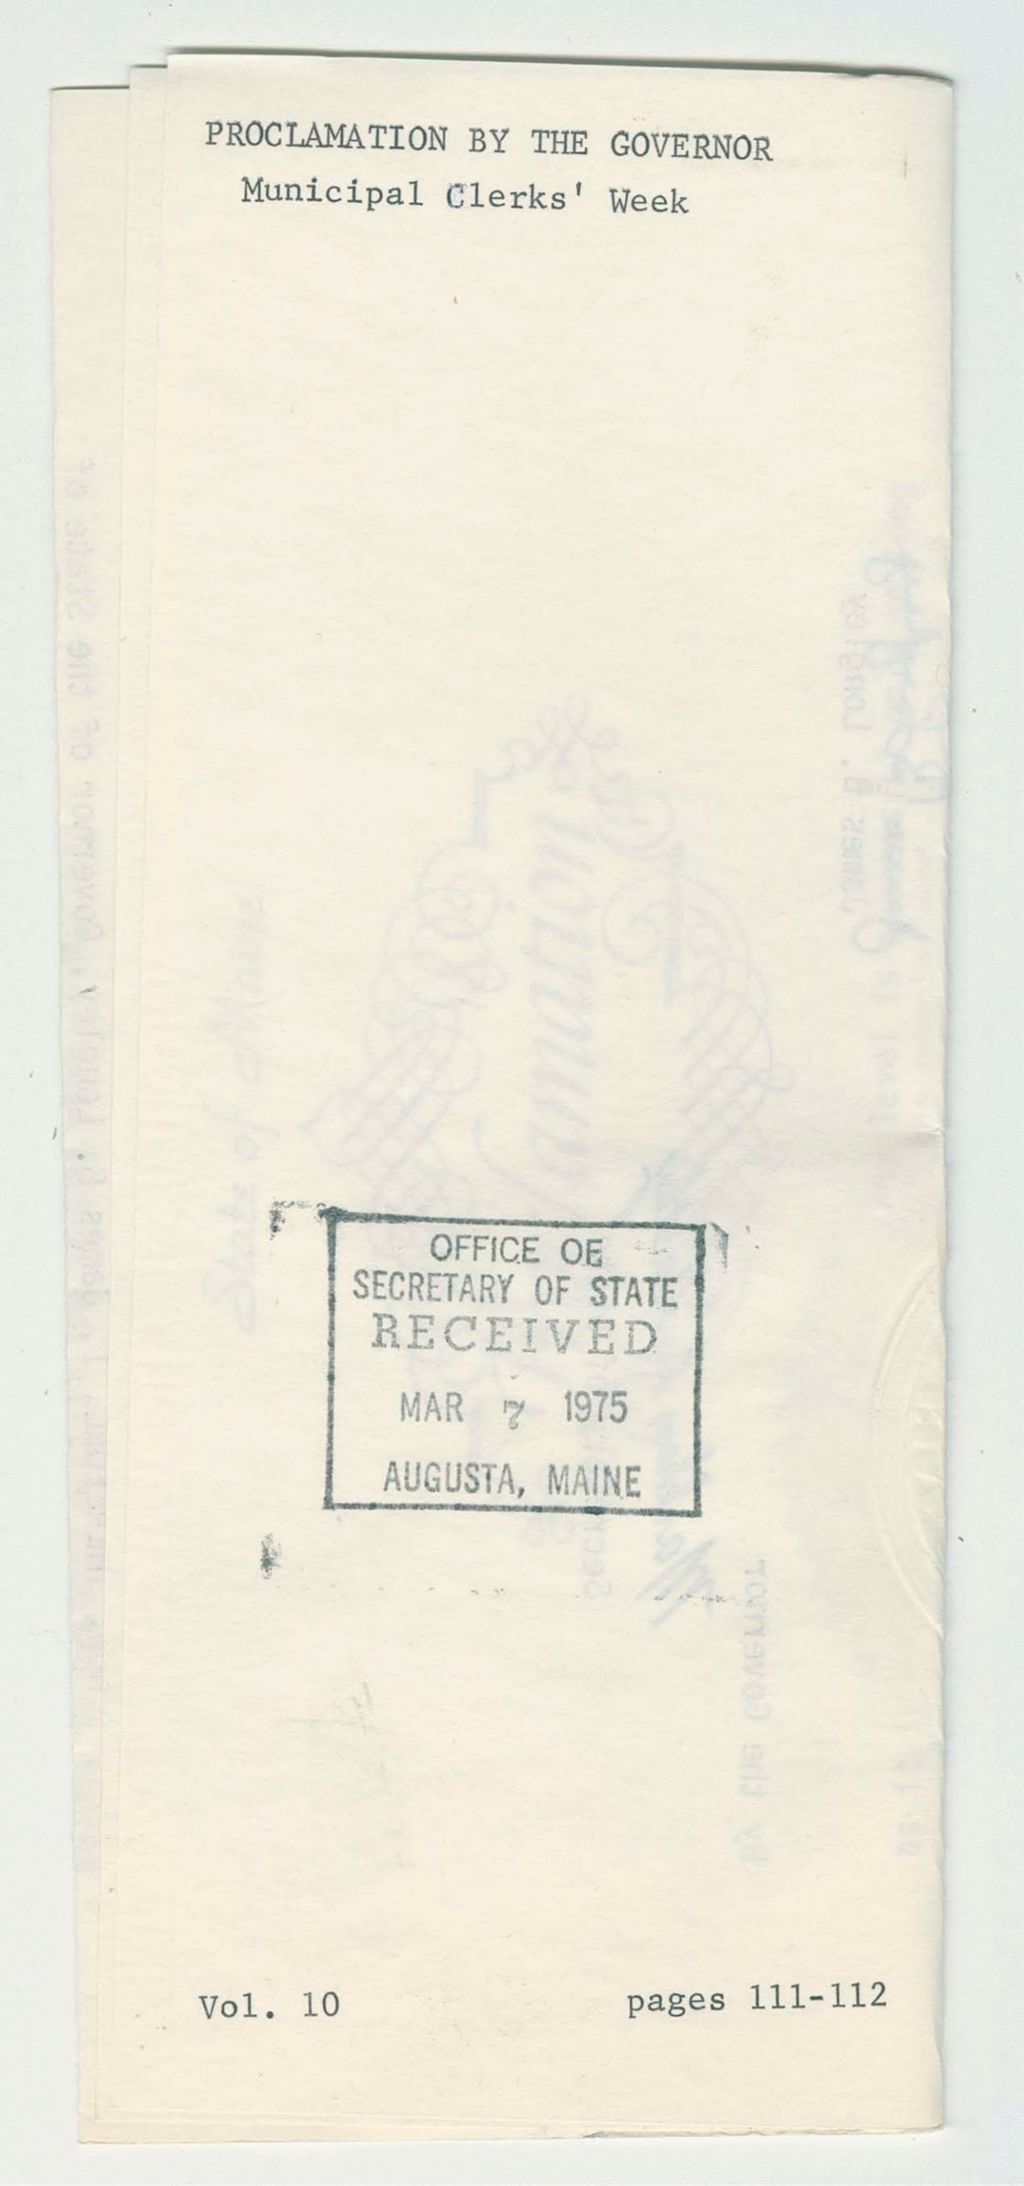 PROCLAMATION BY THE GOVERNOR
Municipal Clerks' Week
OFFICE OF
SECRETARY OF STATE
RECEIVED
MAR 7 1975
AUGUSTA, MAINE
Vol. 10 pages 111-112